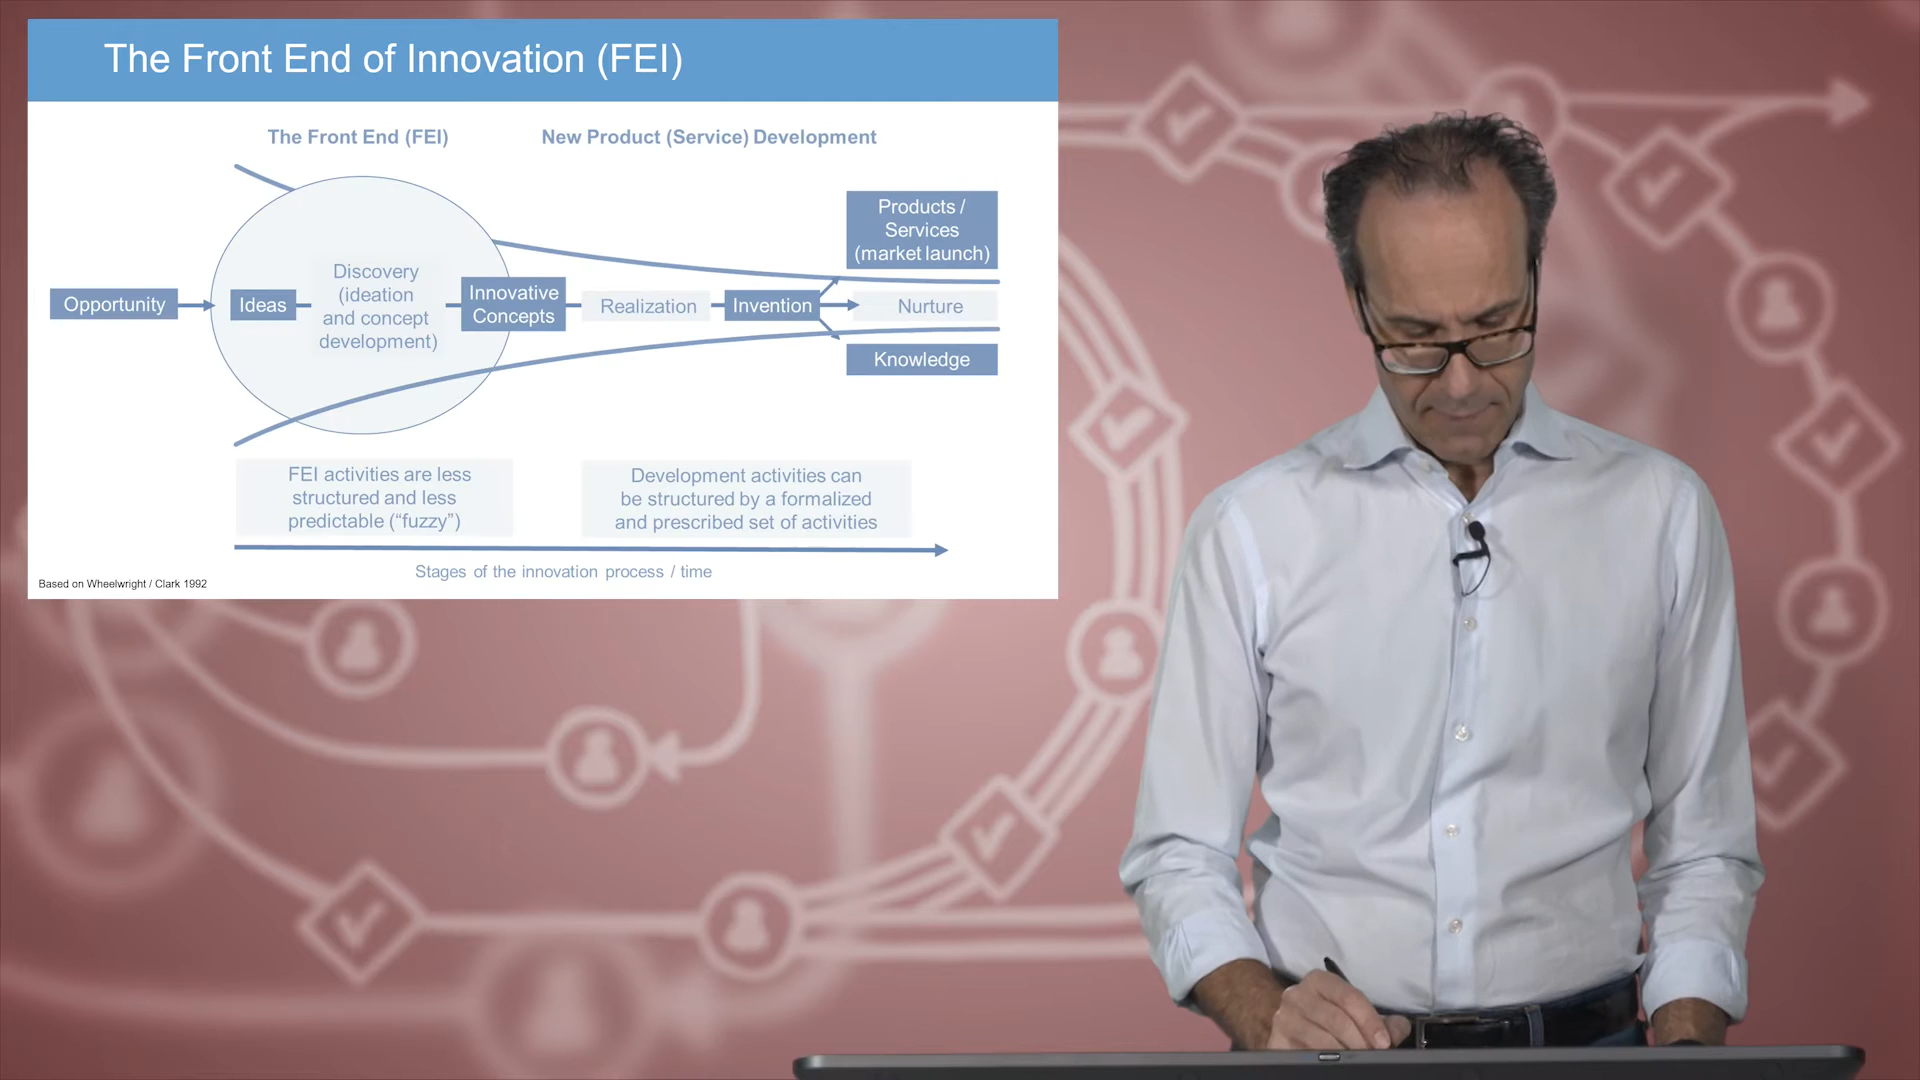 The Front End of Innovation (FEI)
The Front End (FEI)
New Product (Service) Development
Opportunity
Ideas
Discovery
(ideation
and concept
development)
Innovative
Concepts
Realization
Invention
Products /
Services
(market launch)
Nurture
Knowledge
FEI activities are less
structured and less
predictable (“fuzzy”)
Development activities can
be structured by a formalized
and prescribed set of activities
Stages of the innovation process / time
Based on Wheelwright / Clark 1992